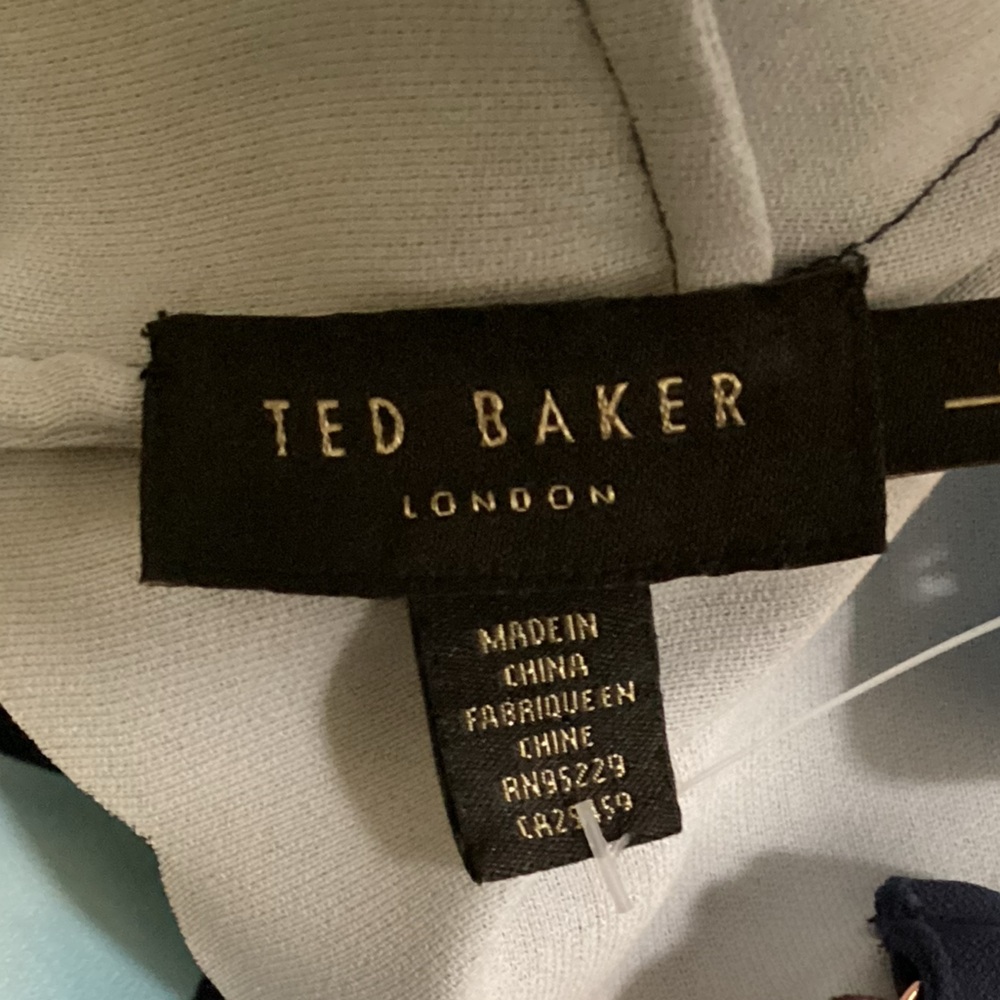 TED BAKER
LONDON
MADE IN
CHINA
FABRIQUE EN
CHINE
RN95229